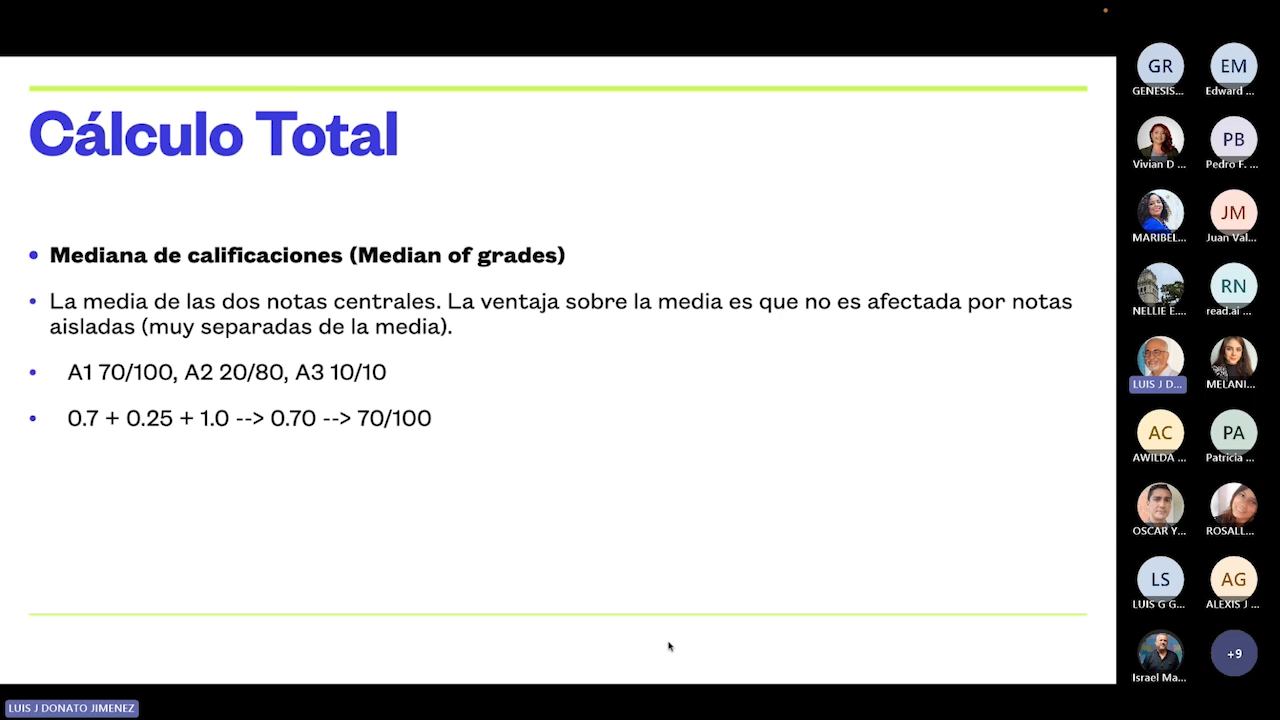 Cálculo Total
• Mediana de calificaciones (Median of grades)
• La media de las dos notas centrales. La ventaja sobre la media es que no es afectada por notas
aisladas (muy separadas de la media).
• A1 70/100, A2 20/80, A3 10/10
• 0.7 + 0.25 + 1.0 --> 0.70 --> 70/100
GR EM
GENESIS... Edward ...
PB
Vivian D ... Pedro F. ...
JM
MARIBEL... Juan Val...
RN
NELLIE E.... read.ai ...
LUIS J D... MELANI...
AC PA
AWILDA ... Patricia ...
OSCAR Y... ROSALL...
LS AG
LUIS G G... ALEXIS J ...
+9
Israel Ma...
LUIS J DONATO JIMENEZ